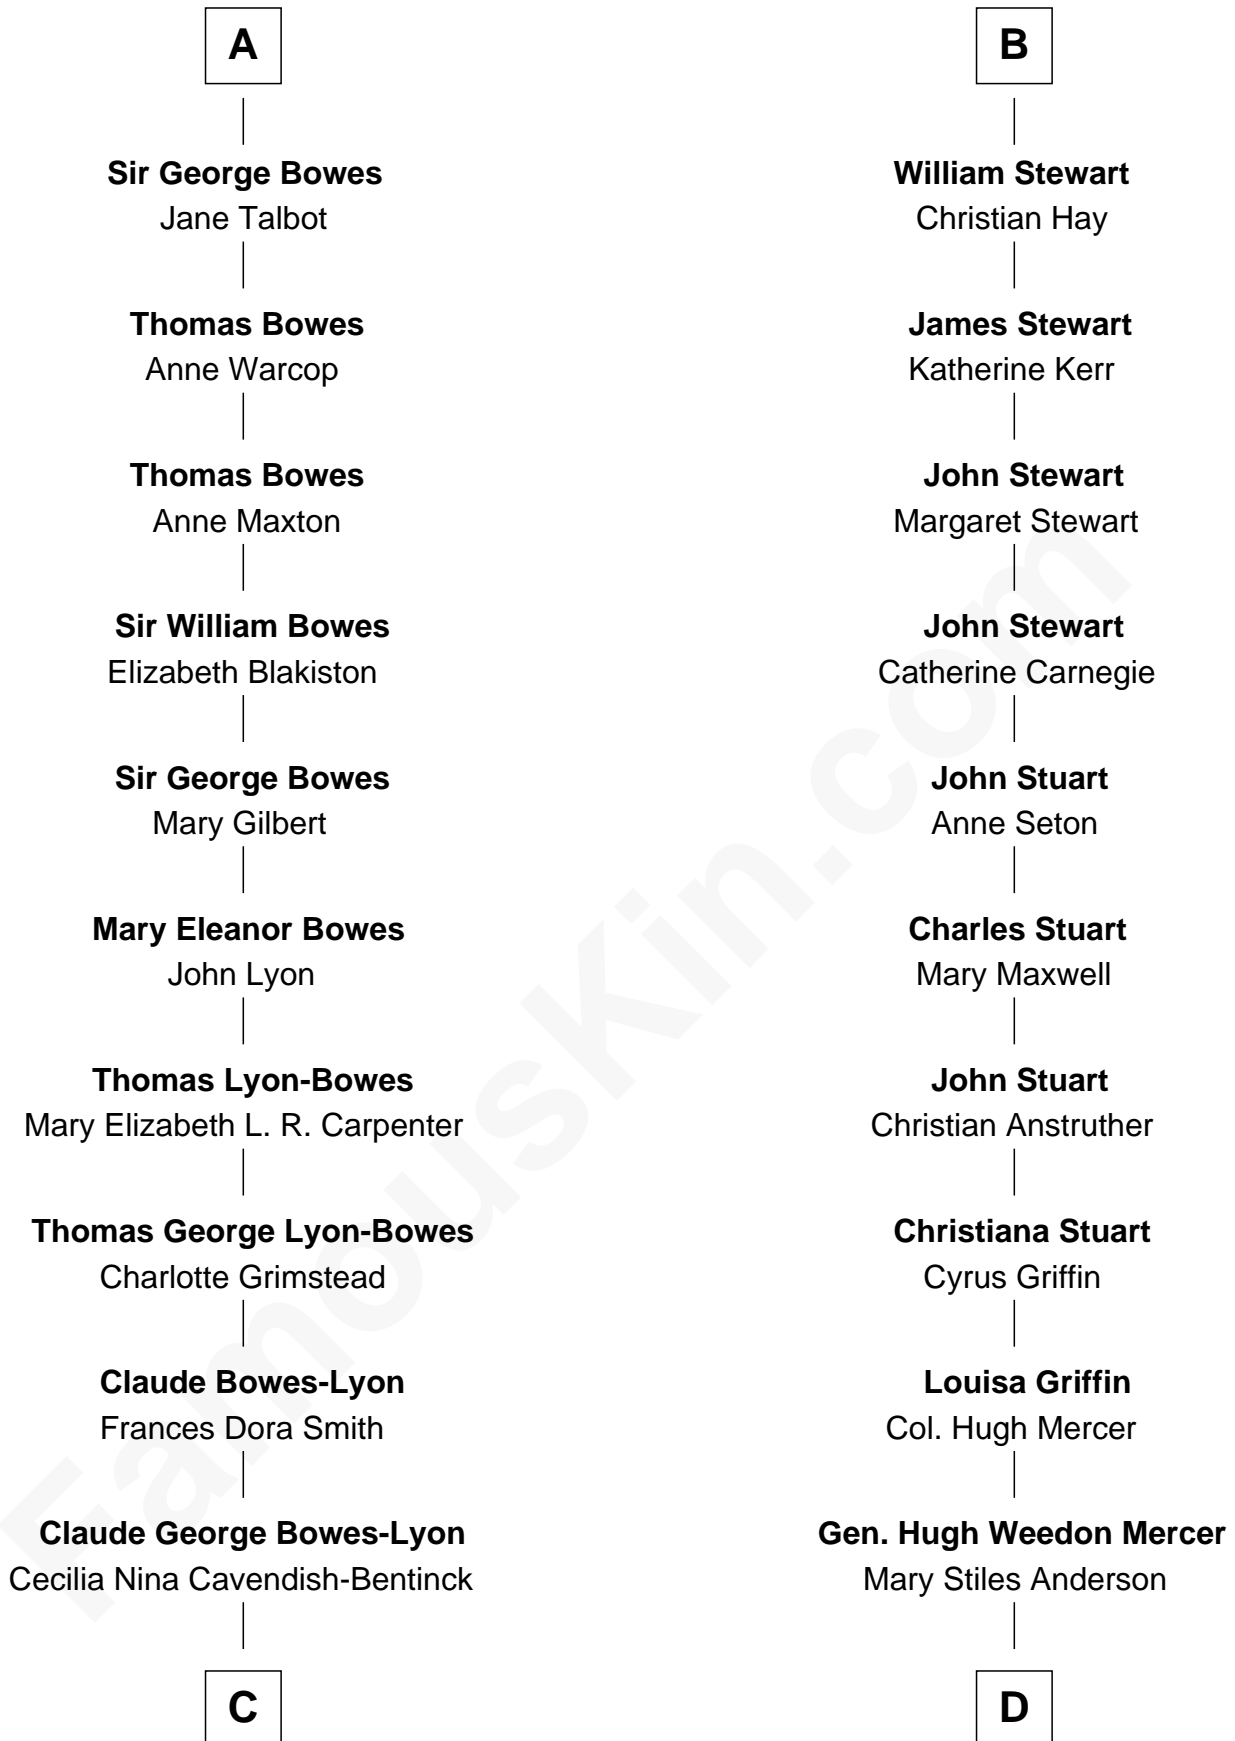 A
Sir George Bowes
Jane Talbot
Thomas Bowes
Anne Warcop
Thomas Bowes
Anne Maxton
Sir William Bowes
Elizabeth Blakiston
Sir George Bowes
Mary Gilbert
Mary Eleanor Bowes
John Lyon
Thomas Lyon-Bowes
Mary Elizabeth L. R. Carpenter
Thomas George Lyon-Bowes
Charlotte Grimstead
Claude Bowes-Lyon
Frances Dora Smith
Claude George Bowes-Lyon
Cecilia Nina Cavendish-Bentinck
C
B
William Stewart
Christian Hay
James Stewart
Katherine Kerr
John Stewart
Margaret Stewart
John Stewart
Catherine Carnegie
John Stuart
Anne Seton
Charles Stuart
Mary Maxwell
John Stuart
Christian Anstruther
Christiana Stuart
Cyrus Griffin
Louisa Griffin
Col. Hugh Mercer
Gen. Hugh Weedon Mercer
Mary Stiles Anderson
D
FamousKin.com